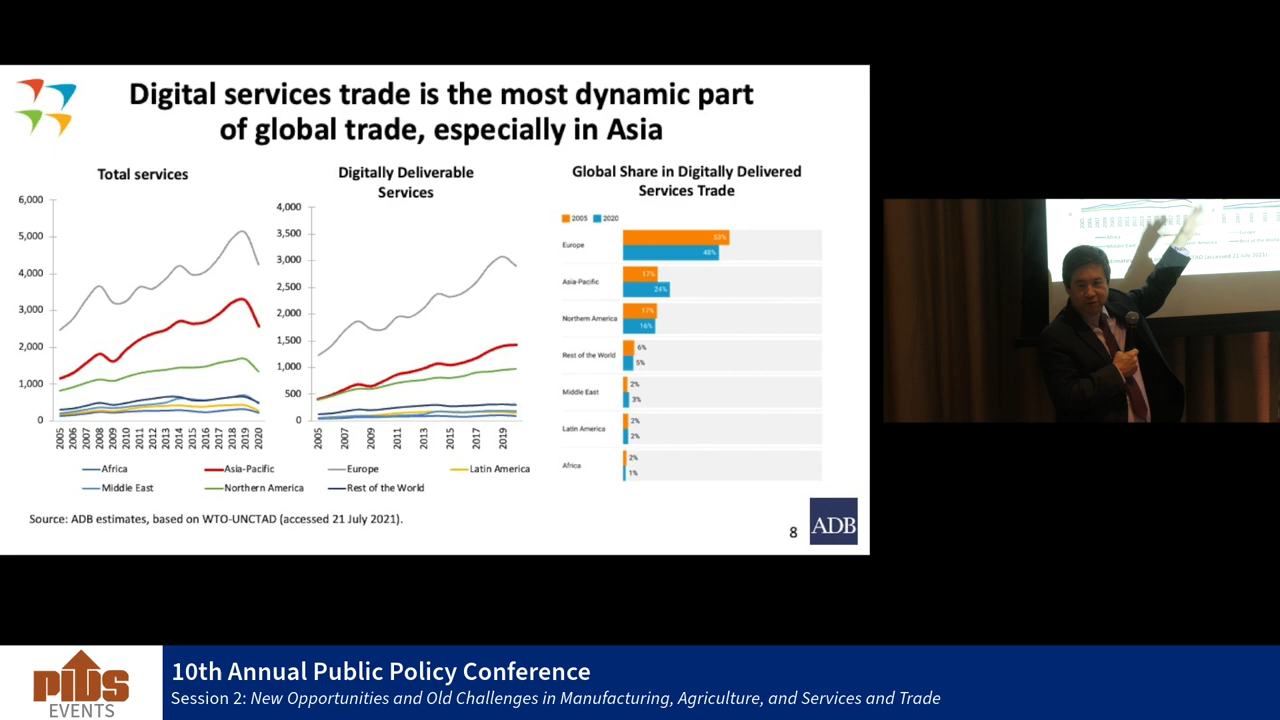 Digital services trade is the most dynamic part
of global trade, especially in Asia
Total services
6,000
5,000
4,000
3,000
2,000
1,000
0
2005
2006
2007
2008
2009
2010
2011
2012
2013
2014
2015
2016
2017
2018
2019
2020
Digitally Deliverable
Services
4,000
3,500
3,000
2,500
2,000
1,500
1,000
500
0
2005
2007
2009
2011
2013
2015
2017
2019
Africa
Asia-Pacific
Europe
Latin America
Middle East
Northern America
Rest of the World
Global Share in Digitally Delivered
Services Trade
2005 2020
Europe
53%
48%
Asia-Pacific
17%
24%
Northern America
17%
16%
Rest of the World
6%
5%
Middle East
2%
3%
Latin America
2%
2%
Africa
2%
1%
Source: ADB estimates, based on WTO-UNCTAD (accessed 21 July 2021).
8
ADB
PIDS
EVENTS
10th Annual Public Policy Conference
Session 2: New Opportunities and Old Challenges in Manufacturing, Agriculture, and Services and Trade